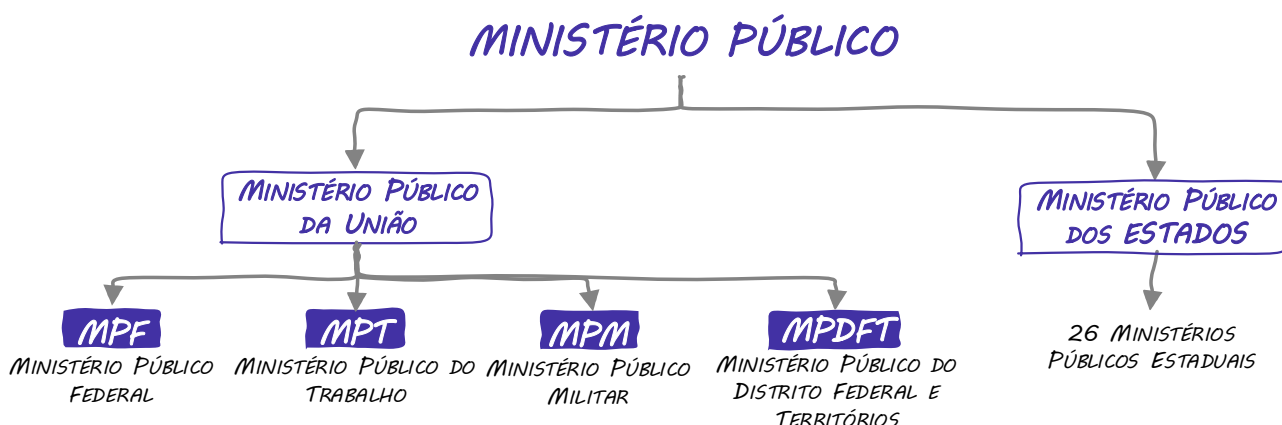 MINISTÉRIO PÚBLICO
MINISTÉRIO PÚBLICO
DA UNIÃO
MINISTÉRIO PÚBLICO
DOS ESTADOS
MPF
MINISTÉRIO PÚBLICO
FEDERAL
MPT
MINISTÉRIO PÚBLICO DO
TRABALHO
MPM
MINISTÉRIO PÚBLICO
MILITAR
MPDFT
MINISTÉRIO PÚBLICO DO
DISTRITO FEDERAL E
TERRITÓRIOS
26 MINISTÉRIOS
PÚBLICOS ESTADUAIS